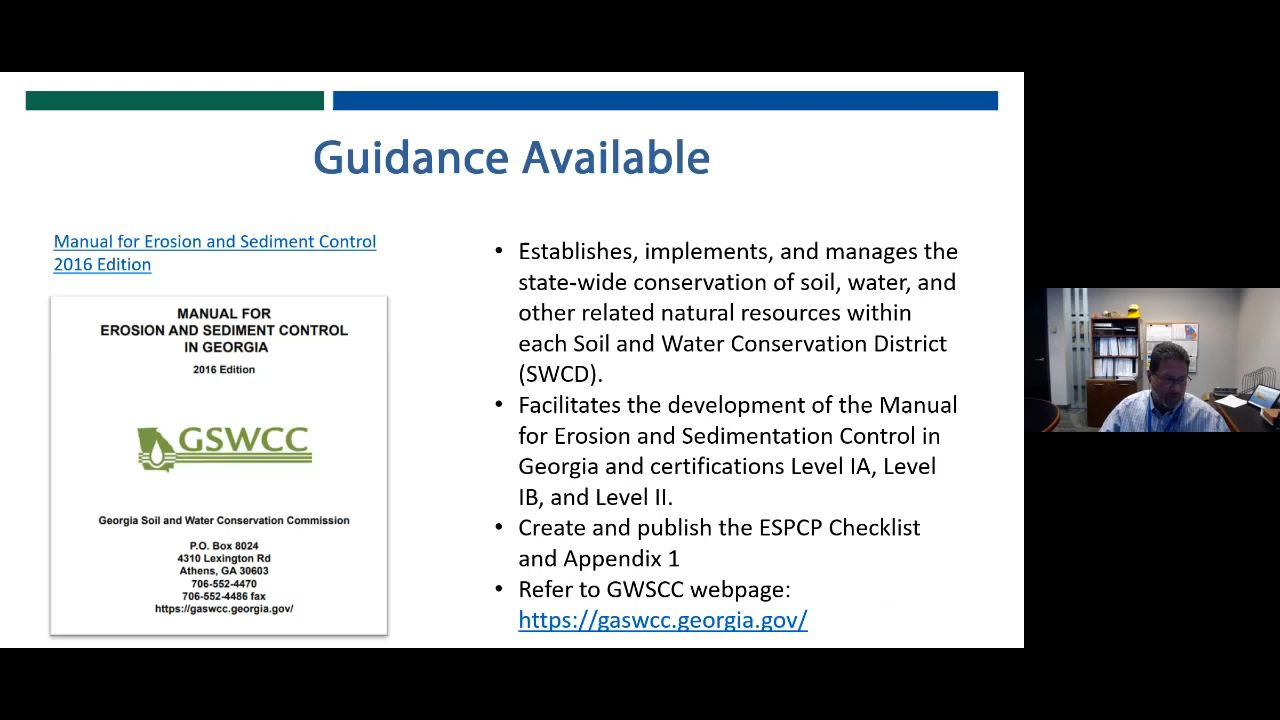 Guidance Available
Manual for Erosion and Sediment Control
2016 Edition
MANUAL FOR
EROSION AND SEDIMENT CONTROL
IN GEORGIA
2016 Edition
GSWCC
Georgia Soil and Water Conservation Commission
P.O. Box 8024
4310 Lexington Rd
Athens, GA 30603
706-552-4470
706-552-4486 fax
https://gaswcc.georgia.gov/
• Establishes, implements, and manages the
state-wide conservation of soil, water, and
other related natural resources within
each Soil and Water Conservation District
(SWCD).
• Facilitates the development of the Manual
for Erosion and Sedimentation Control in
Georgia and certifications Level IA, Level
IB, and Level II.
• Create and publish the ESPCP Checklist
and Appendix 1
• Refer to GWSCC webpage:
https://gaswcc.georgia.gov/